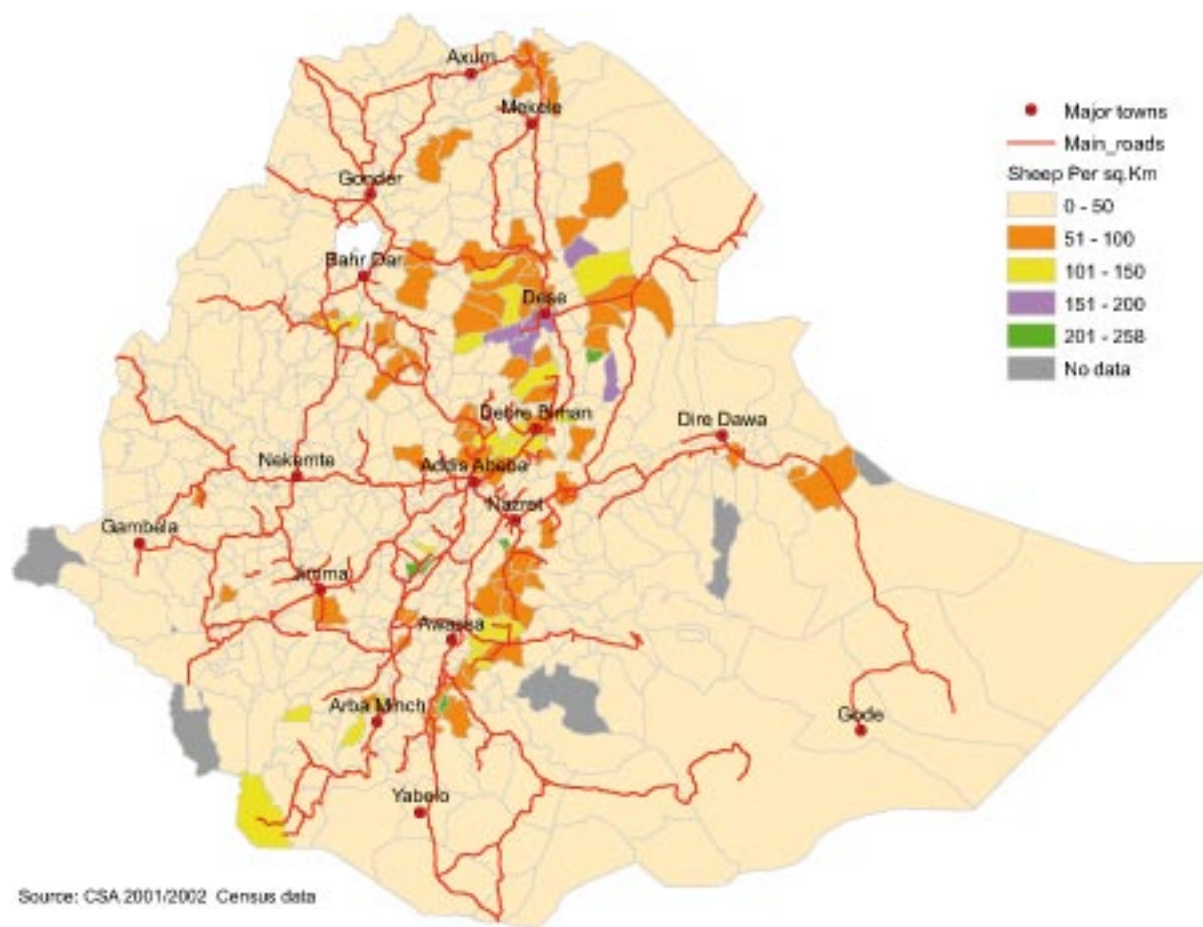 Axum
Mekele
Gonder
Bahr Dar
Dese
Debre Birhan
Dire Dawa
Nekemte
Addis Ababa
Nazret
Gambela
Jimma
Awassa
Arba Minch
Gode
Yabelo
Major towns
Main_roads
Sheep Per sq.Km
0 - 50
51 - 100
101 - 150
151 - 200
201 - 258
No data
Source: CSA 2001/2002 Census data